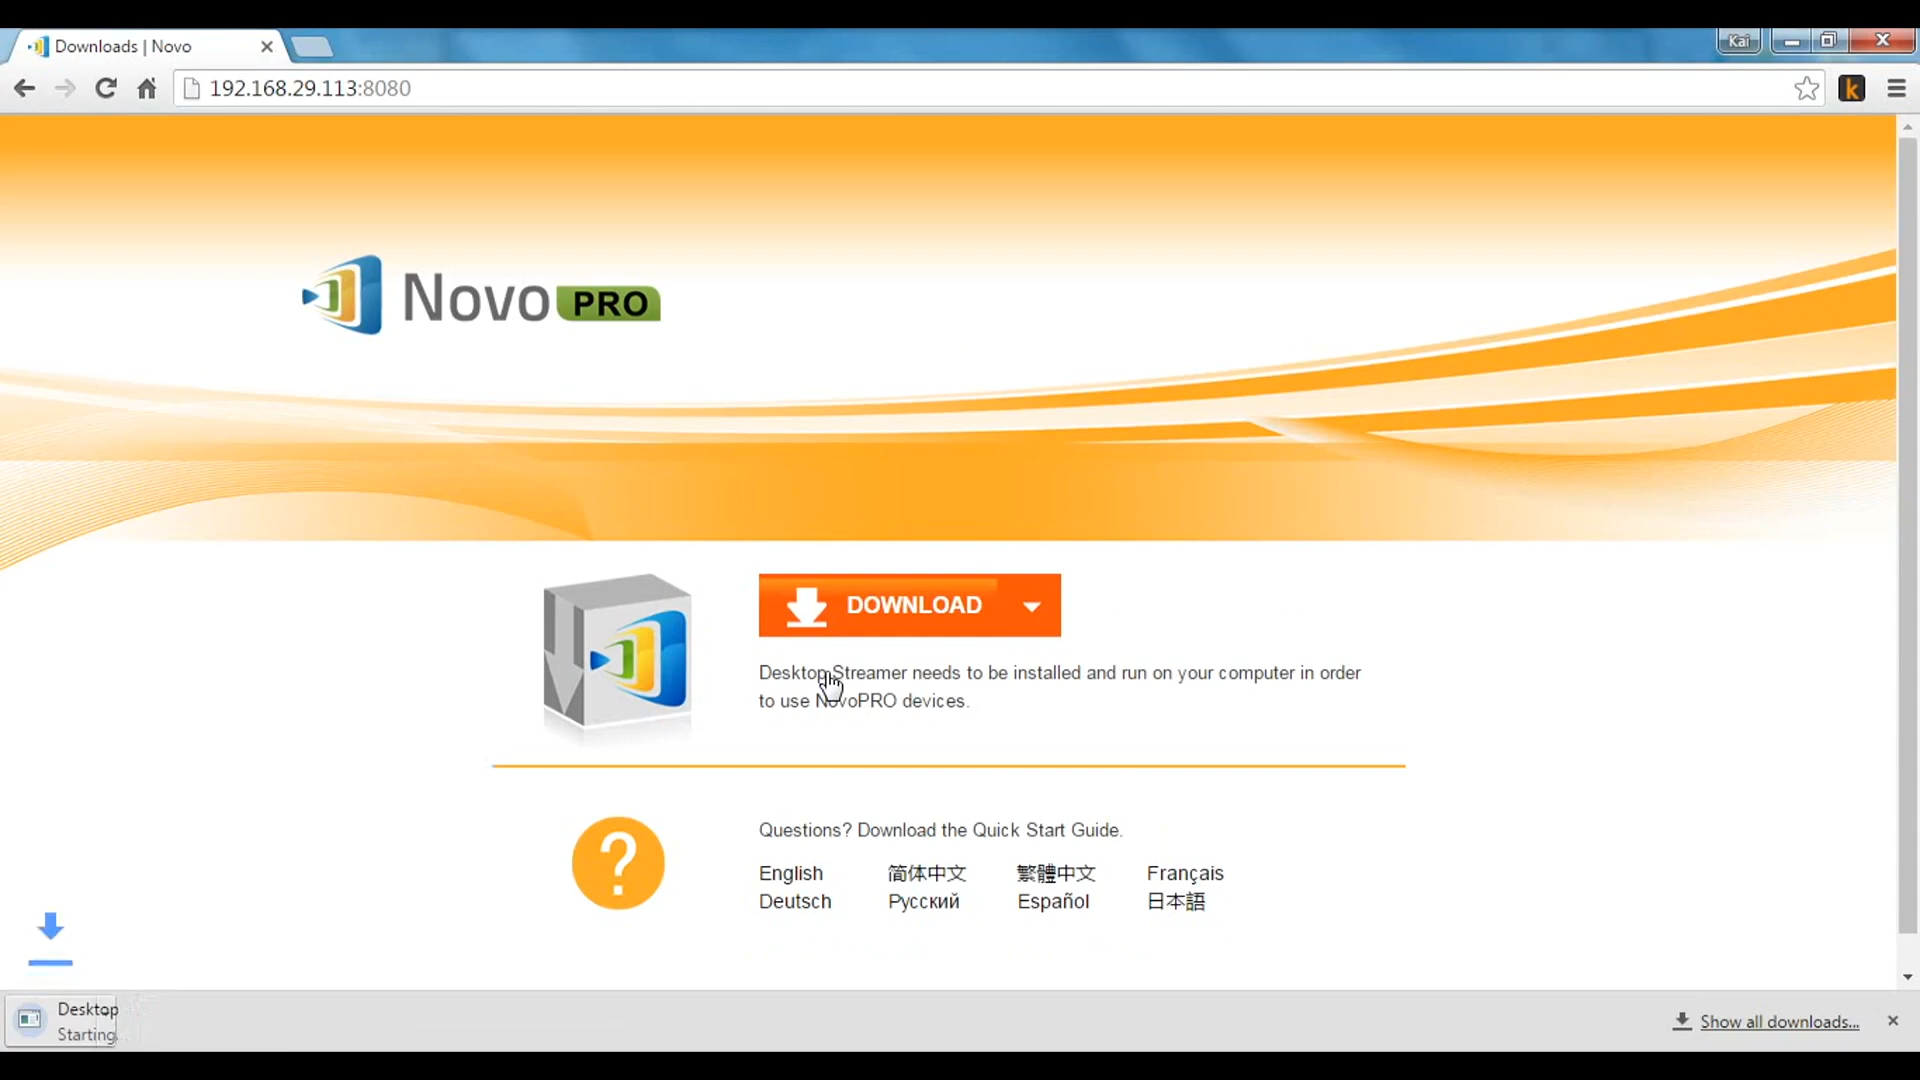 Downloads | Novo
Kai
192.168.29.113:8080
k
Novo PRO
DOWNLOAD
Desktop Streamer needs to be installed and run on your computer in order
to use NovoPRO devices.
?
Questions? Download the Quick Start Guide.
English 简体中文 繁體中文 Français
Deutsch Русский Español 日本語
Desktop
Starting
Show all downloads...